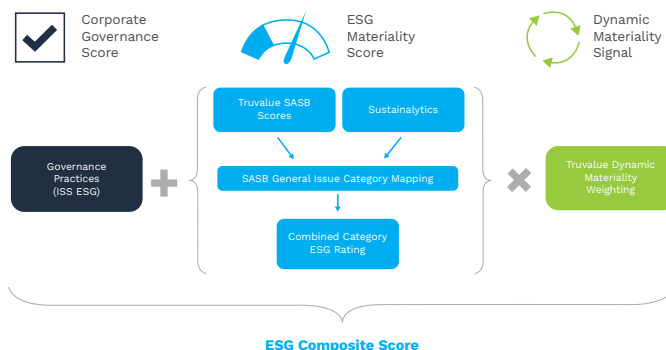 Corporate
Governance
Score
ESG
Materiality
Score
Dynamic
Materiality
Signal
Truvalue SASB
Scores
Sustainalytics
Governance
Practices
(ISS ESG)
SASB General Issue Category Mapping
Truvalue Dynamic
Materiality
Weighting
Combined Category
ESG Rating
ESG Composite Score